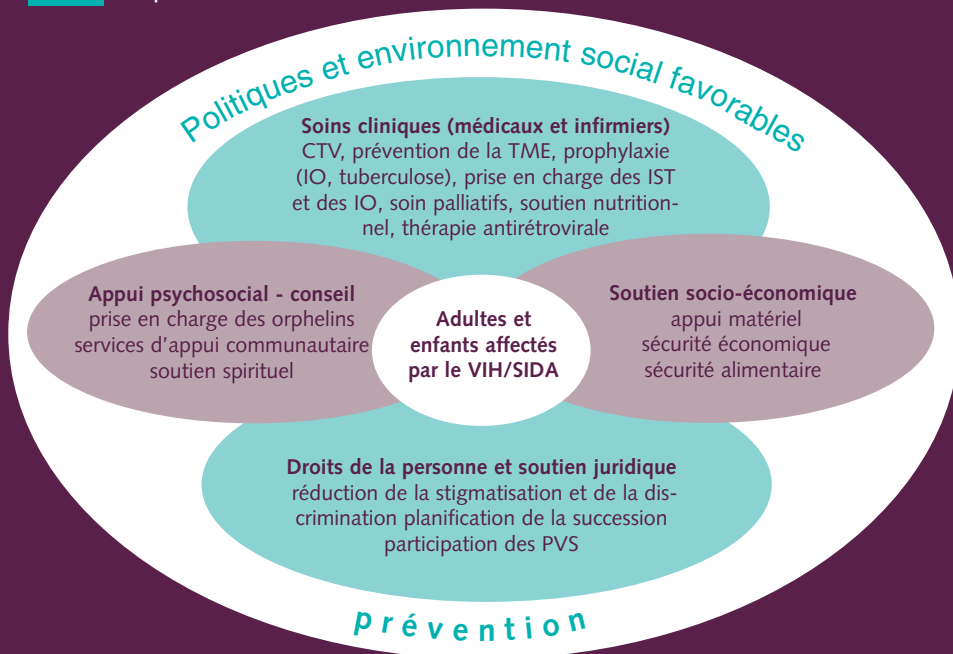 Politiques et environnement social favorables
Soins cliniques (médicaux et infirmiers)
CTV, prévention de la TME, prophylaxie
(IO, tuberculose), prise en charge des IST
et des IO, soin palliatifs, soutien nutrition-
nel, thérapie antirétrovirale
Appui psychosocial - conseil
prise en charge des orphelins
services d'appui communautaire
soutien spirituel
Adultes et
enfants affectés
par le VIH/SIDA
Soutien socio-économique
appui matériel
sécurité économique
sécurité alimentaire
Droits de la personne et soutien juridique
réduction de la stigmatisation et de la dis-
crimination planification de la succession
participation des PVS
prévention